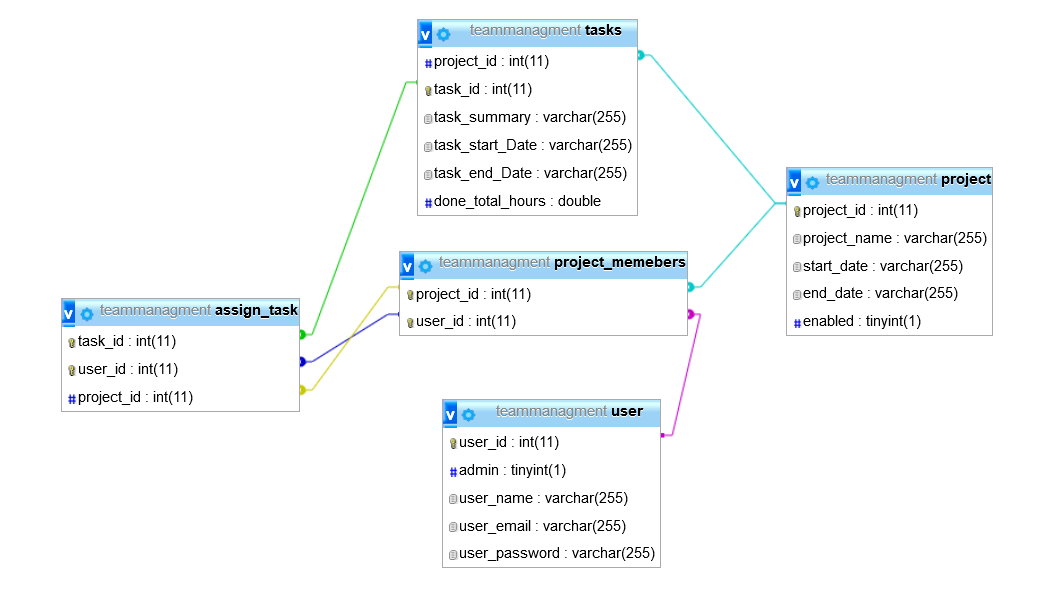 v teammanagment tasks
#project_id : int(11)
task_id : int(11)
task_summary : varchar(255)
task_start_Date : varchar(255)
task_end_Date : varchar(255)
#done_total_hours : double
v teammanagment project
project_id : int(11)
project_name : varchar(255)
start_date : varchar(255)
end_date : varchar(255)
#enabled : tinyint(1)
v teammanagment project_memebers
project_id : int(11)
user_id : int(11)
v teammanagment assign_task
task_id : int(11)
user_id : int(11)
#project_id : int(11)
v teammanagment user
user_id : int(11)
#admin : tinyint(1)
user_name : varchar(255)
user_email : varchar(255)
user_password : varchar(255)